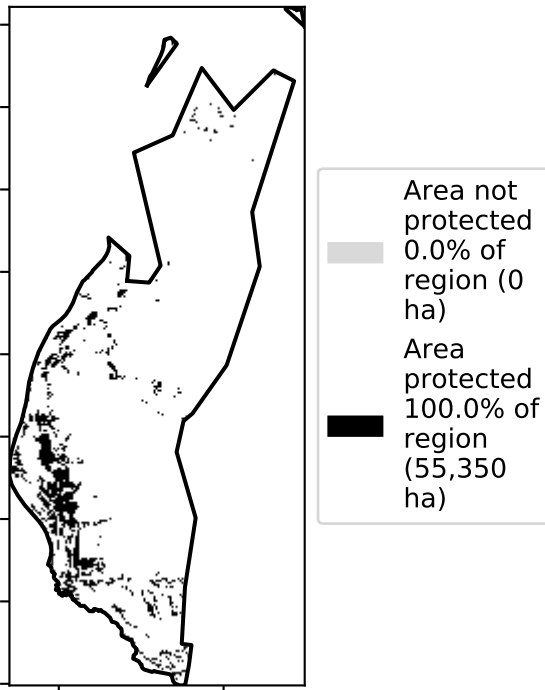 Area not
protected
0.0% of
region (0
ha)
Area
protected
100.0% of
region
(55,350
ha)